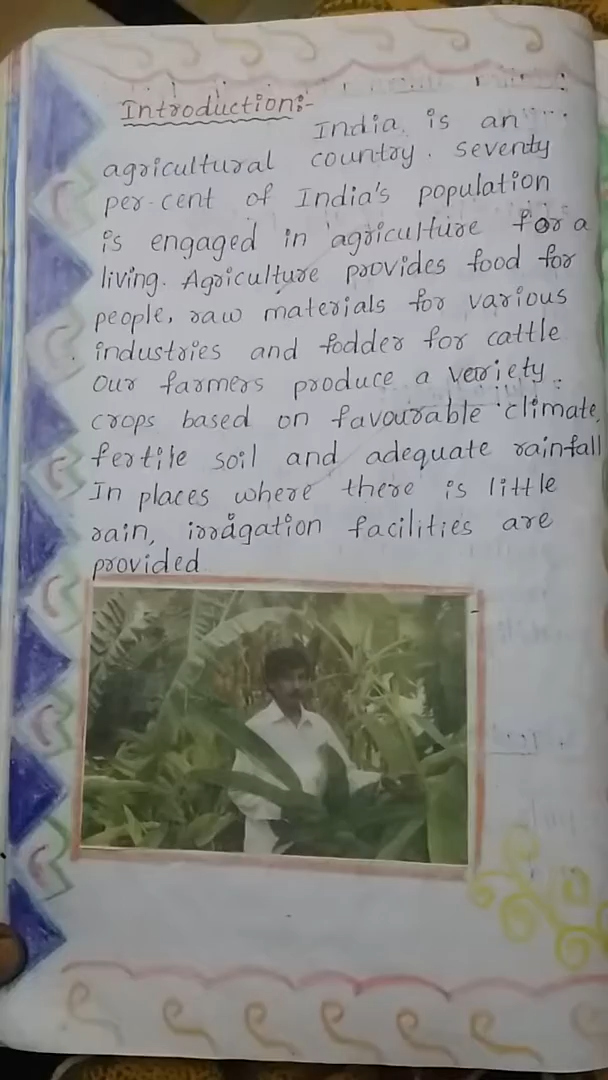 Introduction:-
India is an
agricultural country. Seventy
per-cent of India's population
is engaged in agriculture for a
living. Agriculture provides food for
people, raw materials for various
industries and fodder for cattle
Our farmers produce a veriety.
crops based on favourable climate,
fertile soil and adequate rainfall
In places where there is little
rain, irragation facilities are
provided